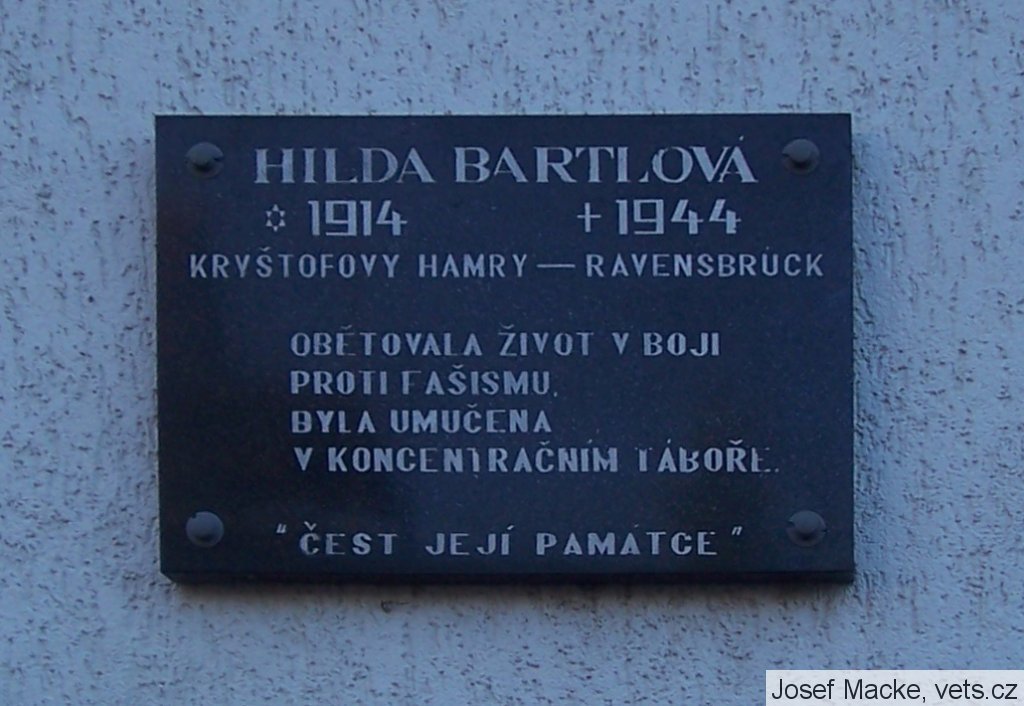 HILDA BARTLOVÁ
✡ 1914 ✝ 1944
KRYŠTOFOVY HAMRY — RAVENSBRÜCK
OBĚTOVALA ŽIVOT V BOJI
PROTI FAŠISMU,
BYLA UMUČENA
V KONCENTRAČNÍM TÁBOŘE.
"ČEST JEJÍ PAMÁTCE"
Josef Macke, vets.cz